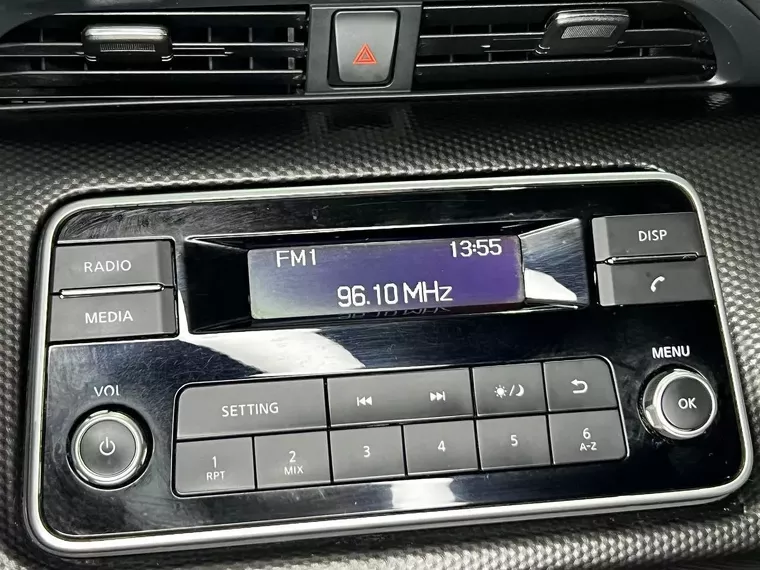 FM1 13:55
96.10 MHz
RADIO
MEDIA
DISP
VOL
MENU
OK
SETTING
1 2 3 4 5 6
RPT MIX A-Z